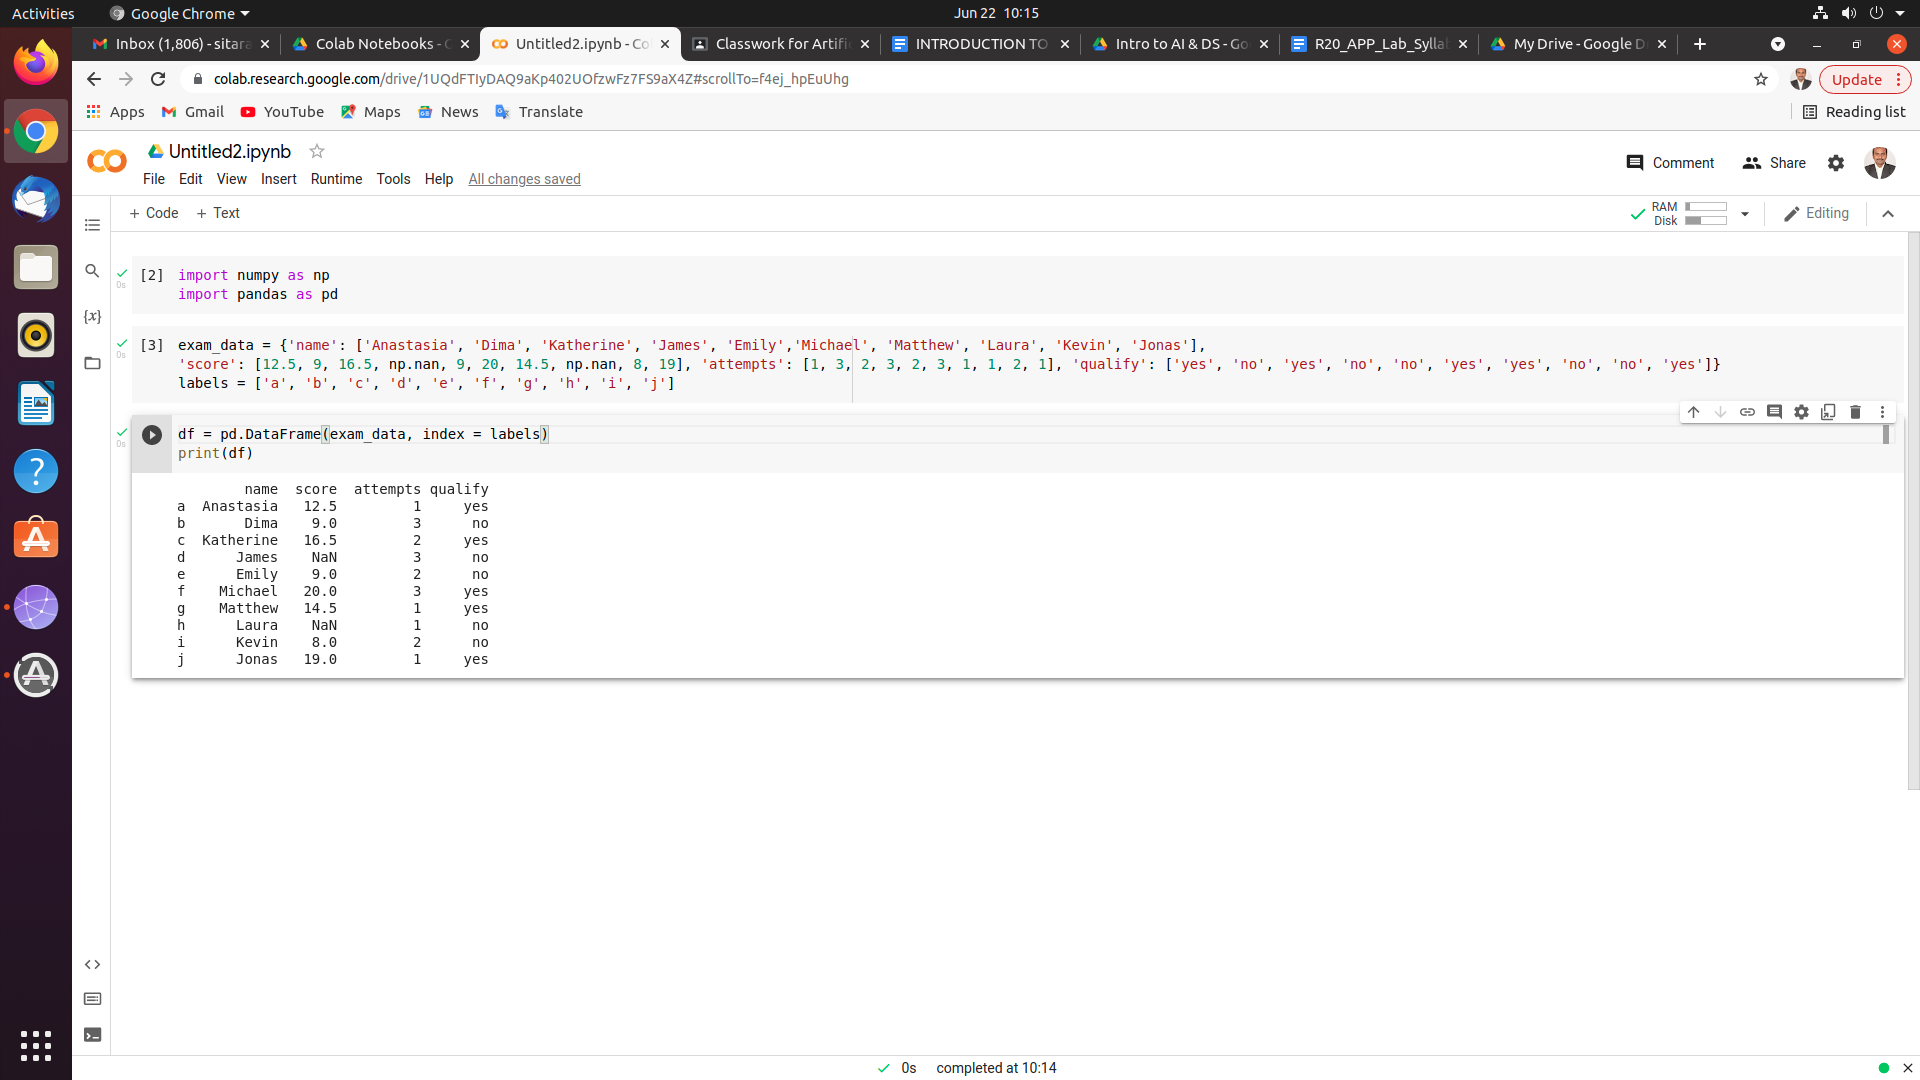 Activities Google Chrome Jun 22 10:15
Inbox (1,806) - sitara Colab Notebooks - Untitled2.ipynb - Co Classwork for Artifi INTRODUCTION TO Intro to AI & DS - Go R20_APP_Lab_Syllab My Drive - Google D
colab.research.google.com/drive/1UQdFTIyDAQ9aKp402UOfzwFz7FS9aX4Z#scrollTo=f4ej_hpEuUhg Update
Apps Gmail YouTube Maps News Translate Reading list
Untitled2.ipynb
Comment Share
File Edit View Insert Runtime Tools Help All changes saved
+ Code + Text RAM Disk Editing
[2] import numpy as np
0s import pandas as pd
[3] exam_data = {'name': ['Anastasia', 'Dima', 'Katherine', 'James', 'Emily','Michael', 'Matthew', 'Laura', 'Kevin', 'Jonas'],
0s 'score': [12.5, 9, 16.5, np.nan, 9, 20, 14.5, np.nan, 8, 19], 'attempts': [1, 3, 2, 3, 2, 3, 1, 1, 2, 1], 'qualify': ['yes', 'no', 'yes', 'no', 'no', 'yes', 'yes', 'no', 'no', 'yes']}
labels = ['a', 'b', 'c', 'd', 'e', 'f', 'g', 'h', 'i', 'j']
df = pd.DataFrame(exam_data, index = labels)
0s print(df)
name score attempts qualify
a Anastasia 12.5 1 yes
b Dima 9.0 3 no
c Katherine 16.5 2 yes
d James NaN 3 no
e Emily 9.0 2 no
f Michael 20.0 3 yes
g Matthew 14.5 1 yes
h Laura NaN 1 no
i Kevin 8.0 2 no
j Jonas 19.0 1 yes
0s completed at 10:14